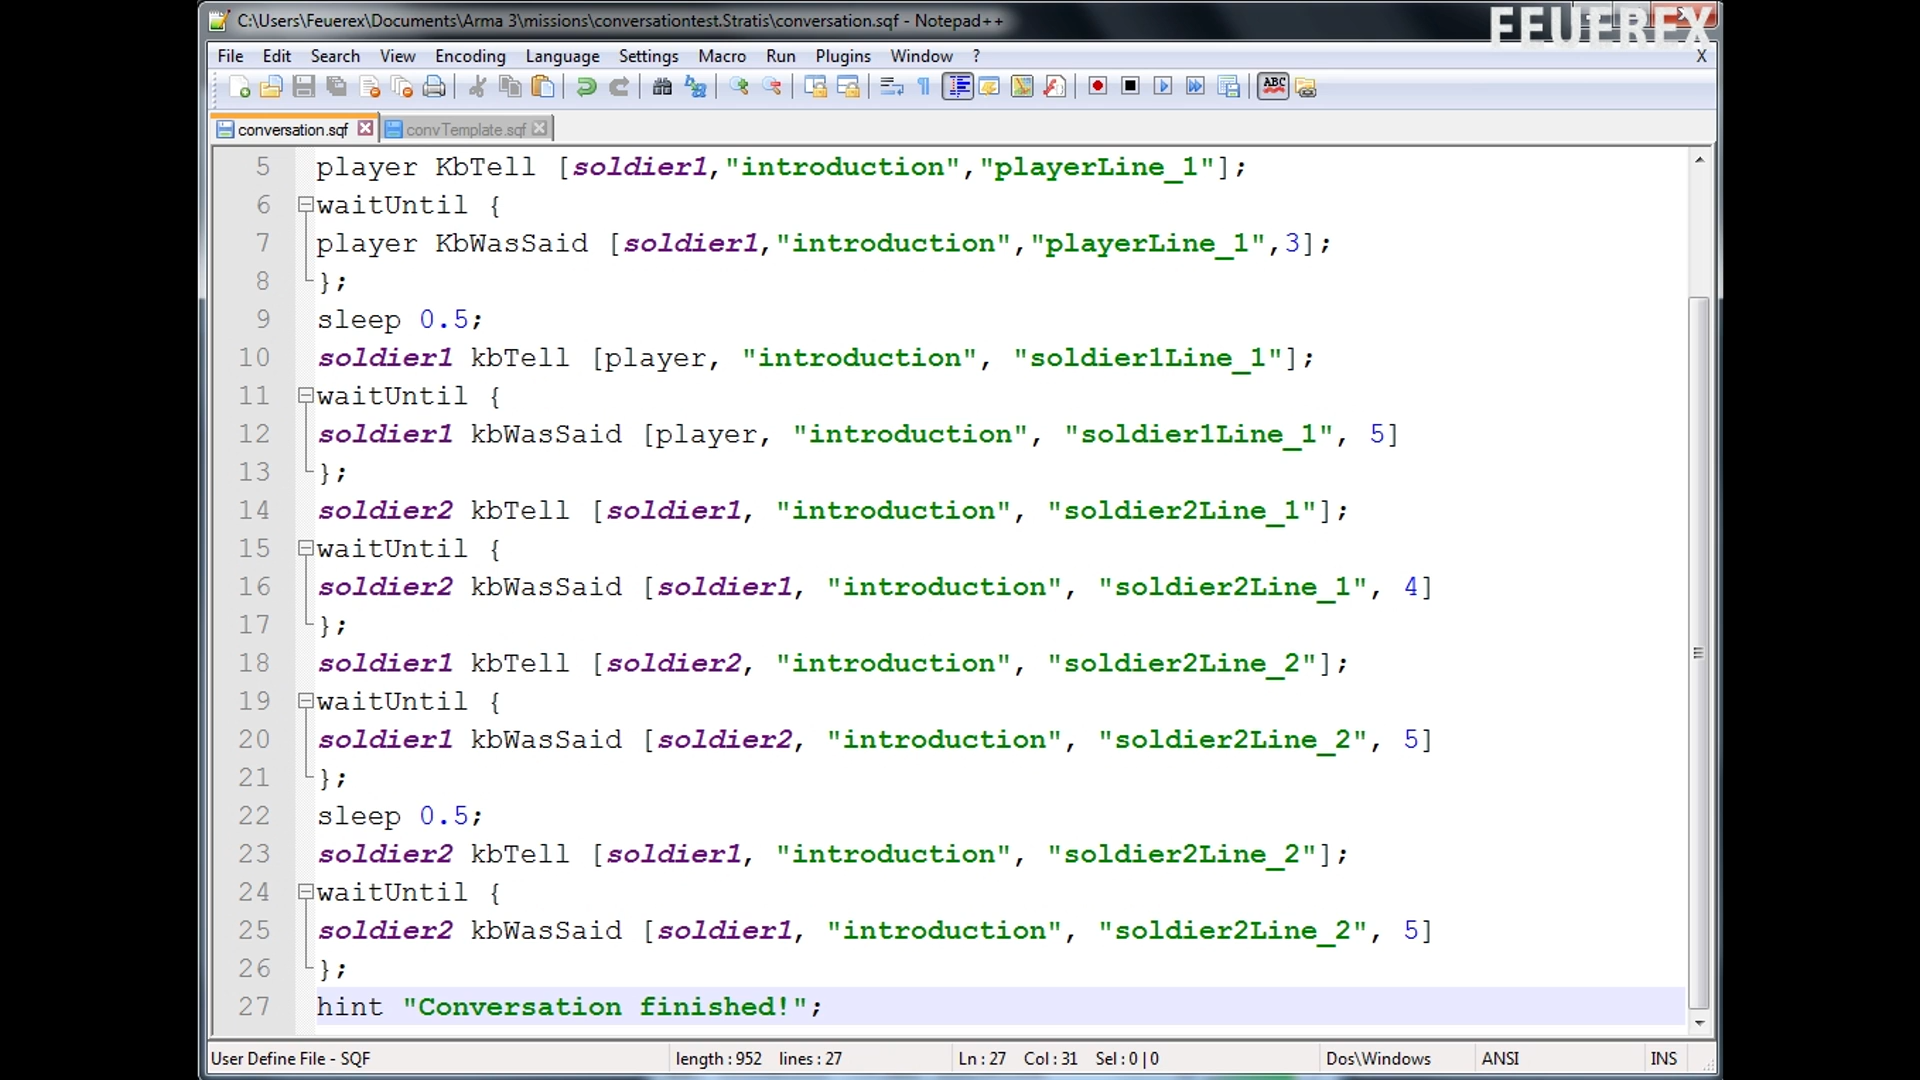 C:\Users\Feuerex\Documents\Arma 3\missions\conversationtest.Stratis\conversation.sqf - Notepad++
FEUEREX
File Edit Search View Encoding Language Settings Macro Run Plugins Window ? X
ABC
conversation.sqf convTemplate.sqf
5 player KbTell [soldier1,"introduction","playerLine_1"];
6 waitUntil {
7 player KbWasSaid [soldier1,"introduction","playerLine_1",3];
8 };
9 sleep 0.5;
10 soldier1 kbTell [player, "introduction", "soldier1Line_1"];
11 waitUntil {
12 soldier1 kbWasSaid [player, "introduction", "soldier1Line_1", 5]
13 };
14 soldier2 kbTell [soldier1, "introduction", "soldier2Line_1"];
15 waitUntil {
16 soldier2 kbWasSaid [soldier1, "introduction", "soldier2Line_1", 4]
17 };
18 soldier1 kbTell [soldier2, "introduction", "soldier2Line_2"];
19 waitUntil {
20 soldier1 kbWasSaid [soldier2, "introduction", "soldier2Line_2", 5]
21 };
22 sleep 0.5;
23 soldier2 kbTell [soldier1, "introduction", "soldier2Line_2"];
24 waitUntil {
25 soldier2 kbWasSaid [soldier1, "introduction", "soldier2Line_2", 5]
26 };
27 hint "Conversation finished!";
User Define File - SQF length : 952 lines : 27 Ln : 27 Col : 31 Sel : 0 | 0 Dos\Windows ANSI INS